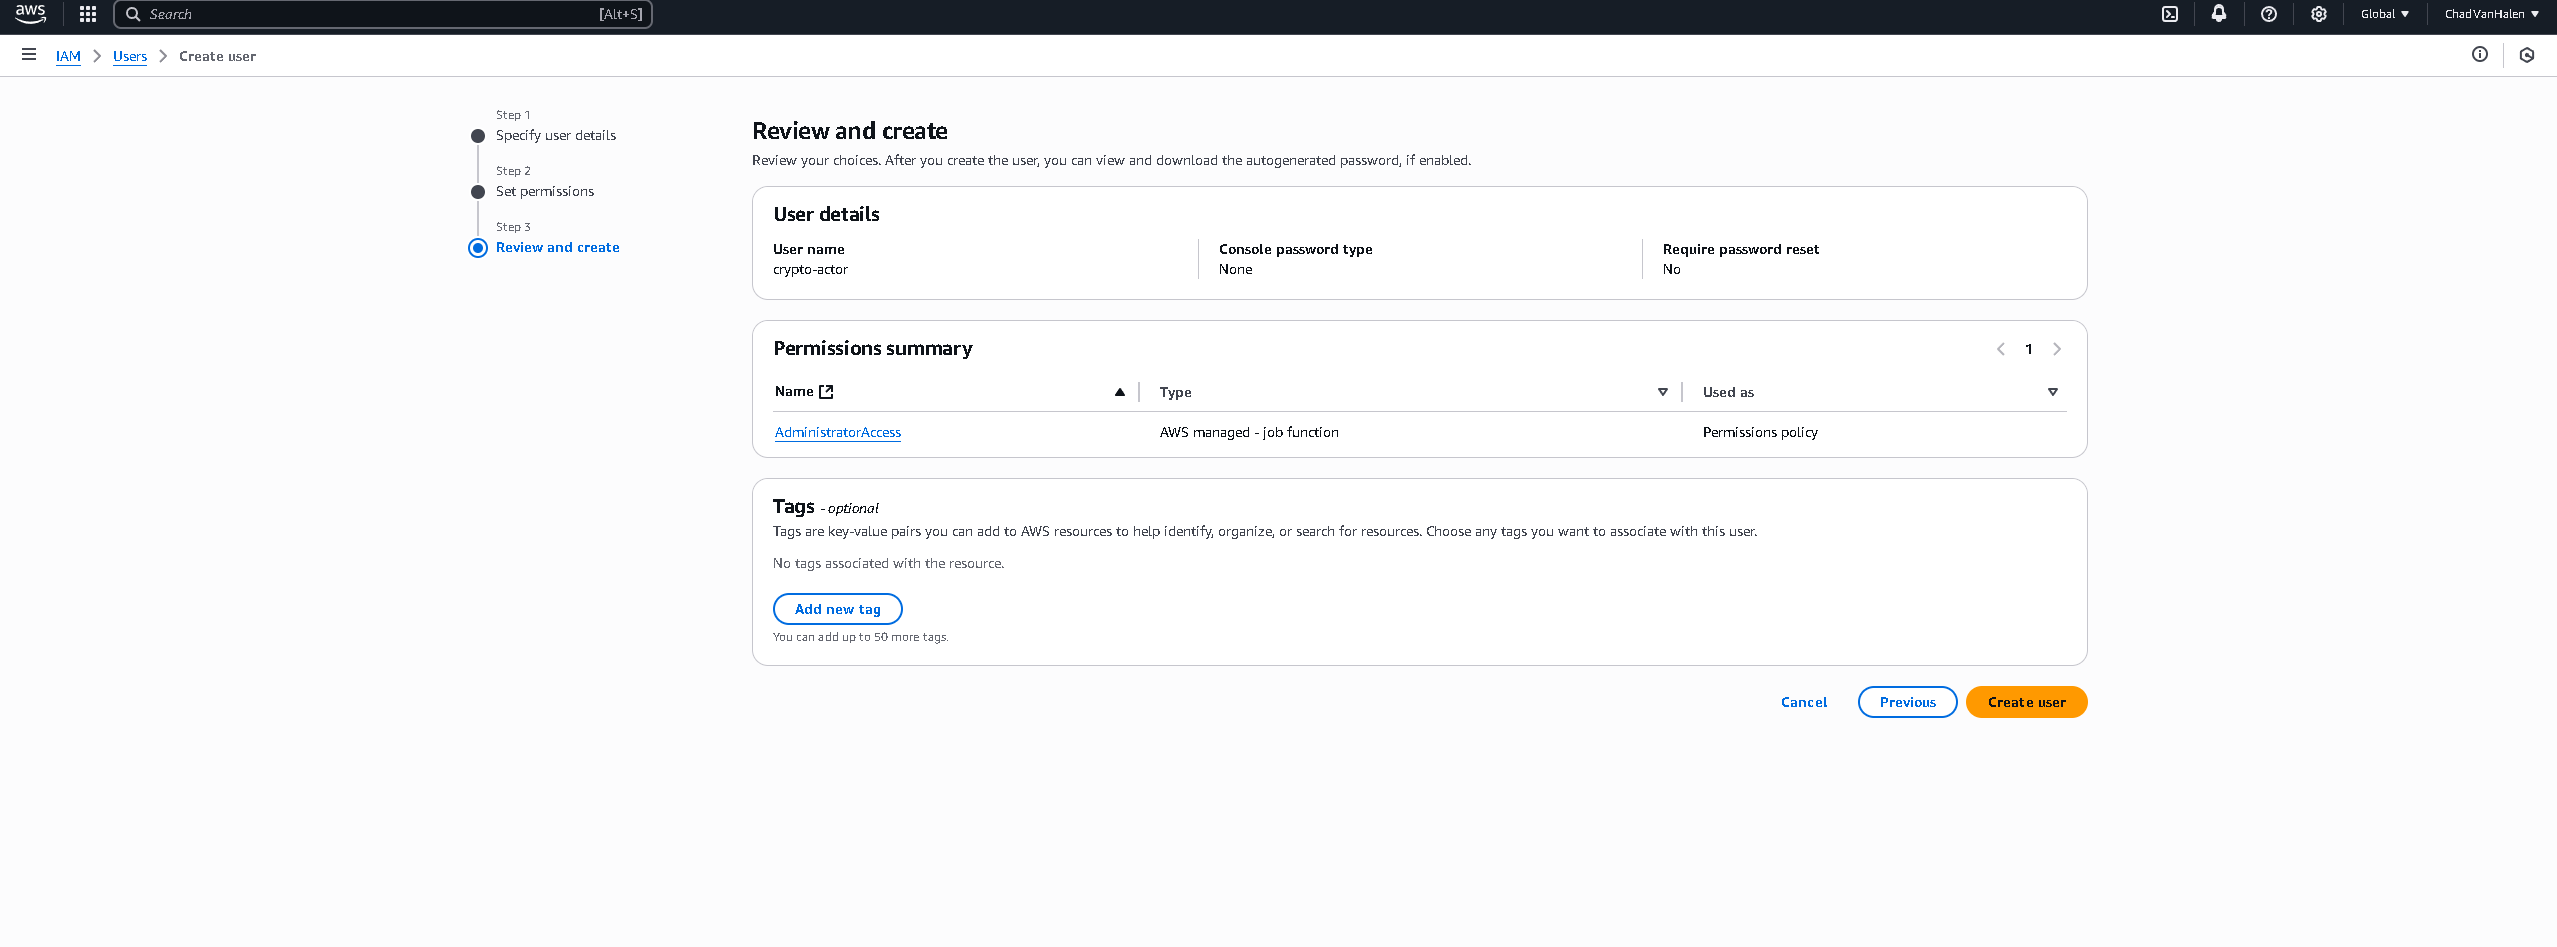 aws
Search [Alt+S]
Global ChadVanHalen
IAM Users Create user
Step 1
Specify user details
Step 2
Set permissions
Step 3
Review and create
Review and create
Review your choices. After you create the user, you can view and download the autogenerated password, if enabled.
User details
User name Console password type Require password reset
crypto-actor None No
Permissions summary 1
Name Type Used as
AdministratorAccess AWS managed - job function Permissions policy
Tags - optional
Tags are key-value pairs you can add to AWS resources to help identify, organize, or search for resources. Choose any tags you want to associate with this user.
No tags associated with the resource.
Add new tag
You can add up to 50 more tags.
Cancel Previous Create user